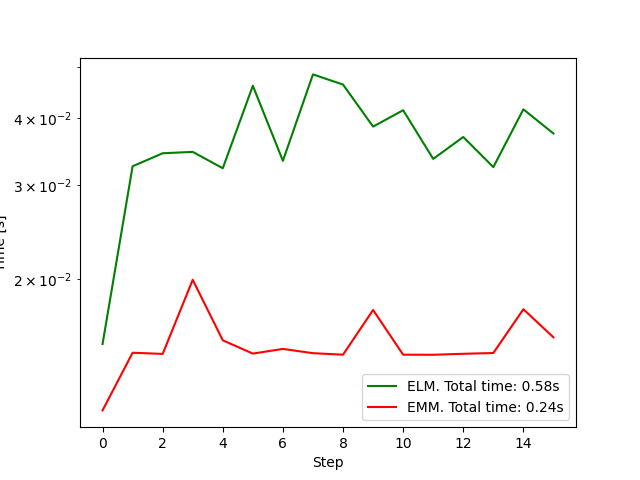 4 × 10⁻²
3 × 10⁻²
2 × 10⁻²
Time [s]
ELM. Total time: 0.58s
EMM. Total time: 0.24s
0 2 4 6 8 10 12 14
Step